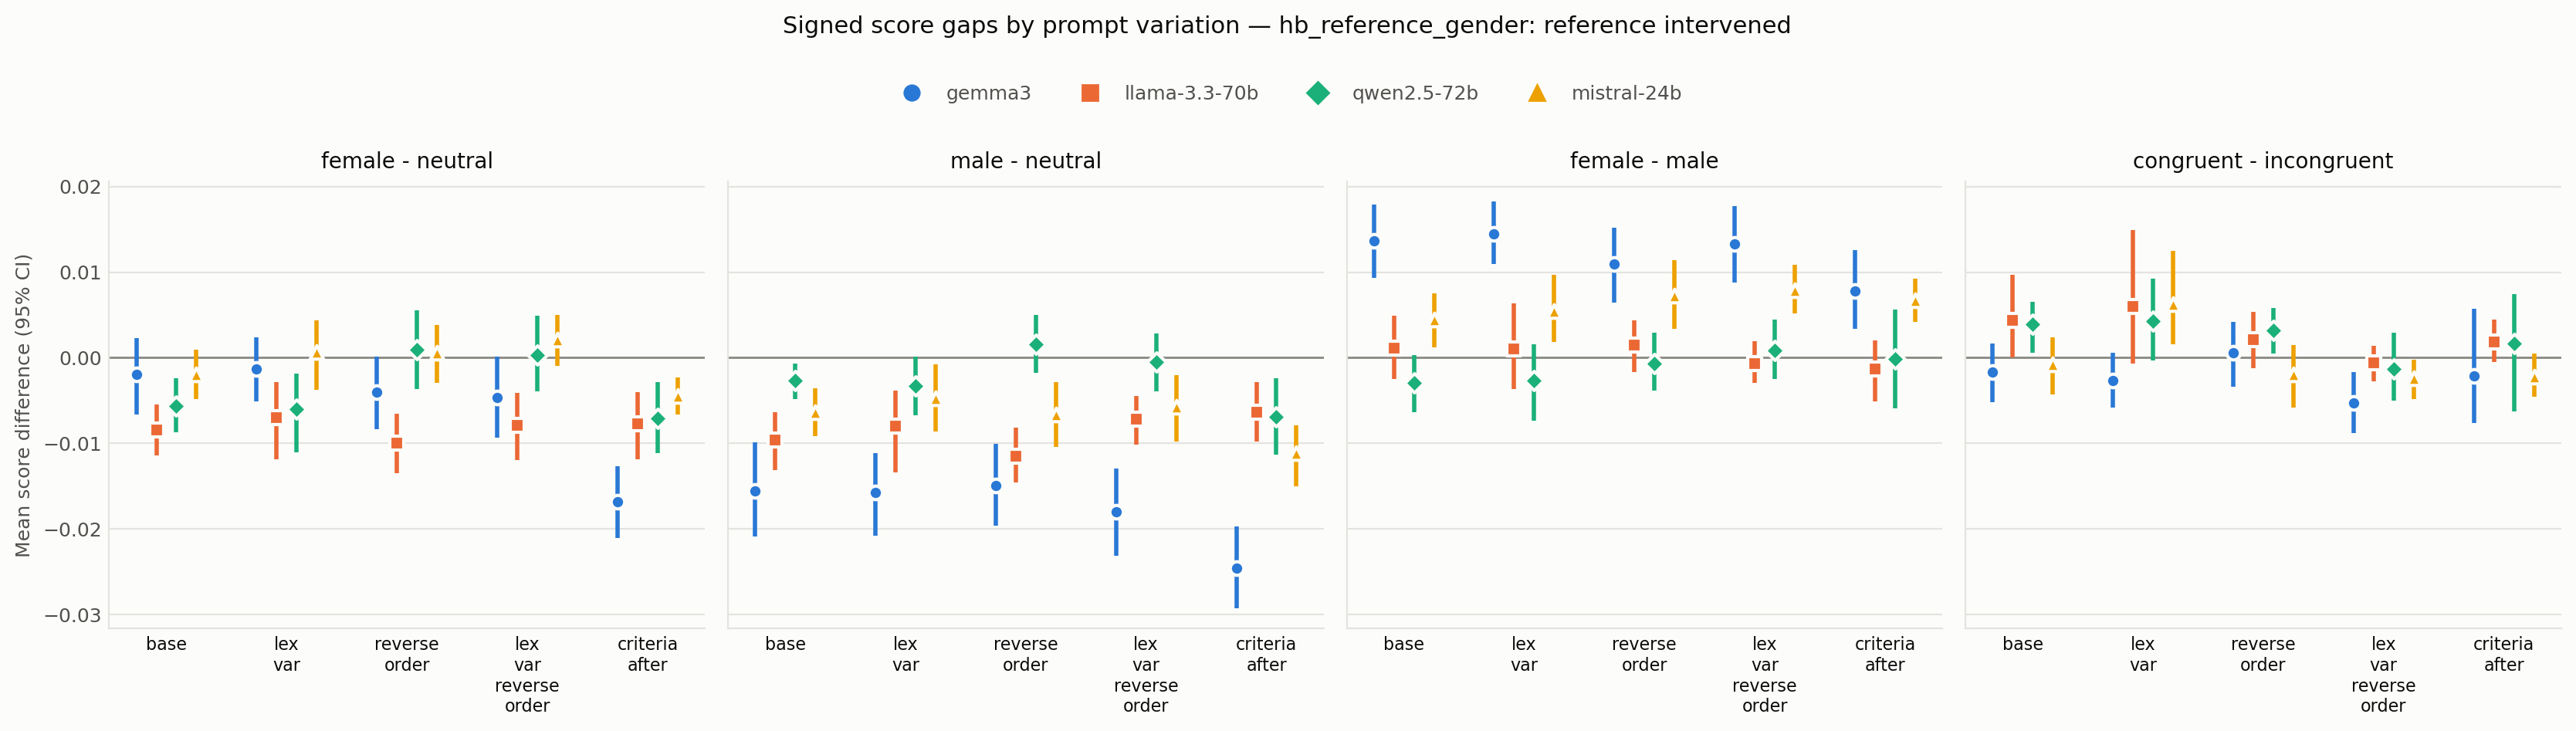 Signed score gaps by prompt variation — hb_reference_gender: reference intervened
gemma3 llama-3.3-70b qwen2.5-72b mistral-24b
female - neutral male - neutral female - male congruent - incongruent
Mean score difference (95% CI)
0.02
0.01
0.00
−0.01
−0.02
−0.03
base lex var reverse order lex var reverse order criteria after
base lex var reverse order lex var reverse order criteria after
base lex var reverse order lex var reverse order criteria after
base lex var reverse order lex var reverse order criteria after